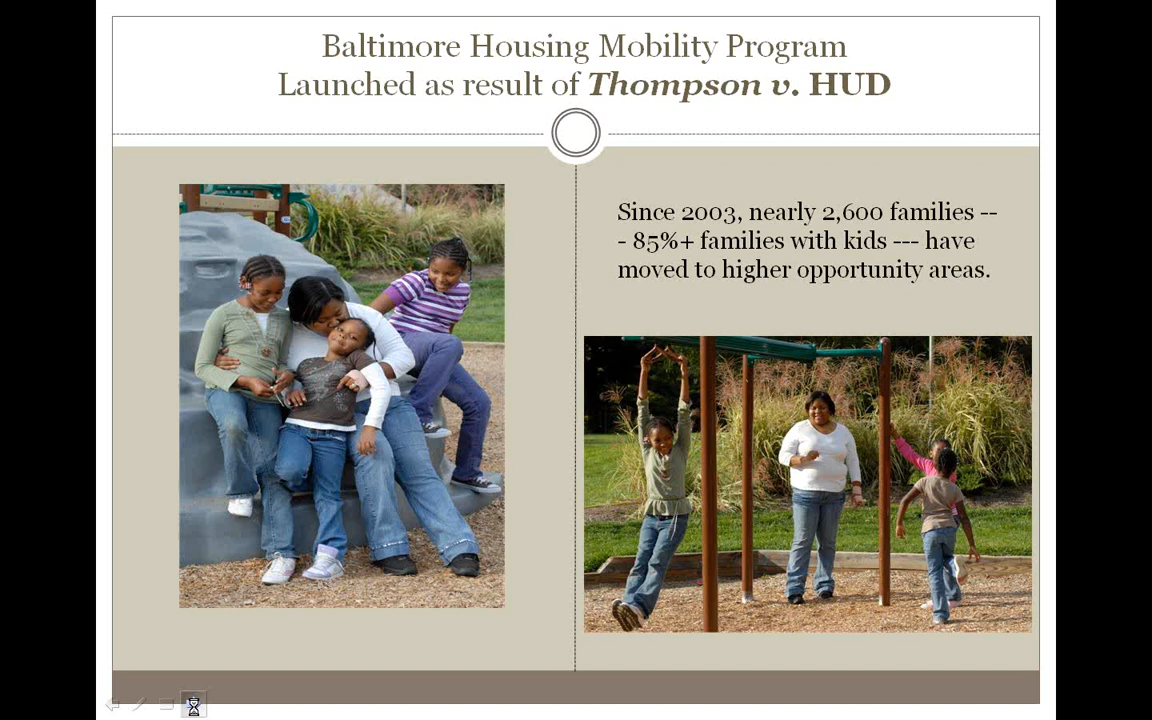 Baltimore Housing Mobility Program
Launched as result of Thompson v. HUD
Since 2003, nearly 2,600 families --
- 85%+ families with kids --- have
moved to higher opportunity areas.